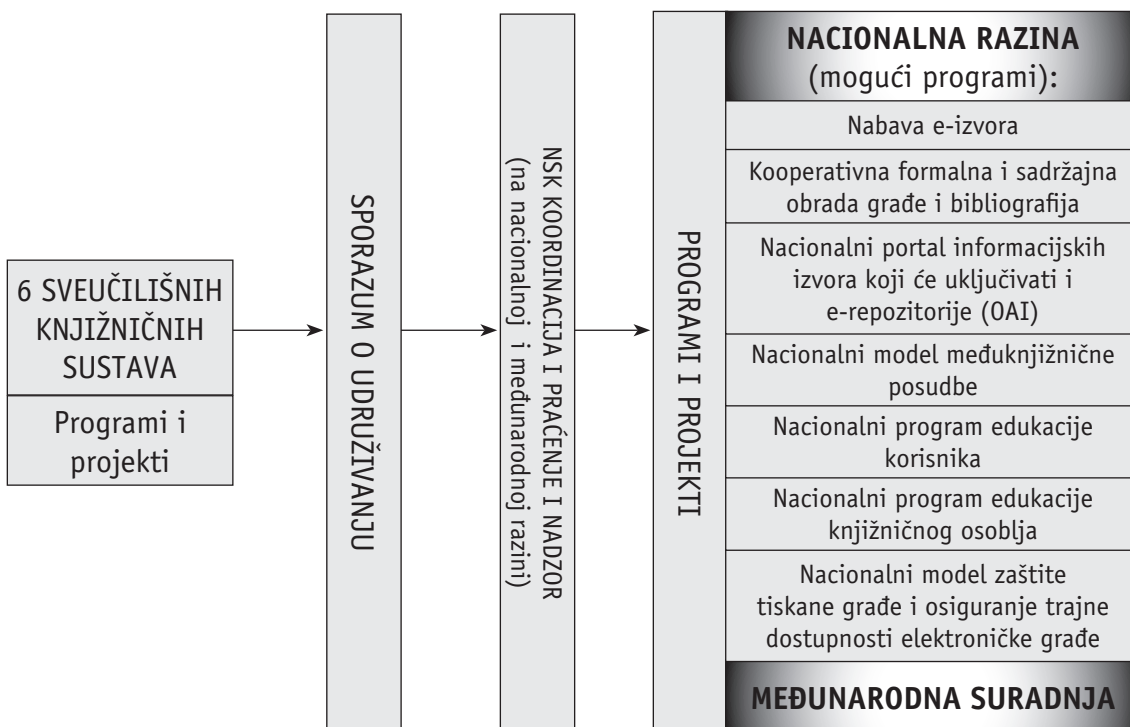 6 SVEUČILIŠNIH
KNJIŽNIČNIH
SUSTAVA
Programi i
projekti
SPORAZUM O UDRUŽIVANJU
NSK KOORDINACIJA I PRAĆENJE I NADZOR
(na nacionalnoj i međunarodnoj razini)
PROGRAMI I PROJEKTI
NACIONALNA RAZINA
(mogući programi):
Nabava e-izvora
Kooperativna formalna i sadržajna
obrada građe i bibliografija
Nacionalni portal informacijskih
izvora koji će uključivati i
e-repozitorije (OAI)
Nacionalni model međuknjižnične
posudbe
Nacionalni program edukacije
korisnika
Nacionalni program edukacije
knjižničnog osoblja
Nacionalni model zaštite
tiskane građe i osiguranje trajne
dostupnosti elektroničke građe
MEĐUNARODNA SURADNJA